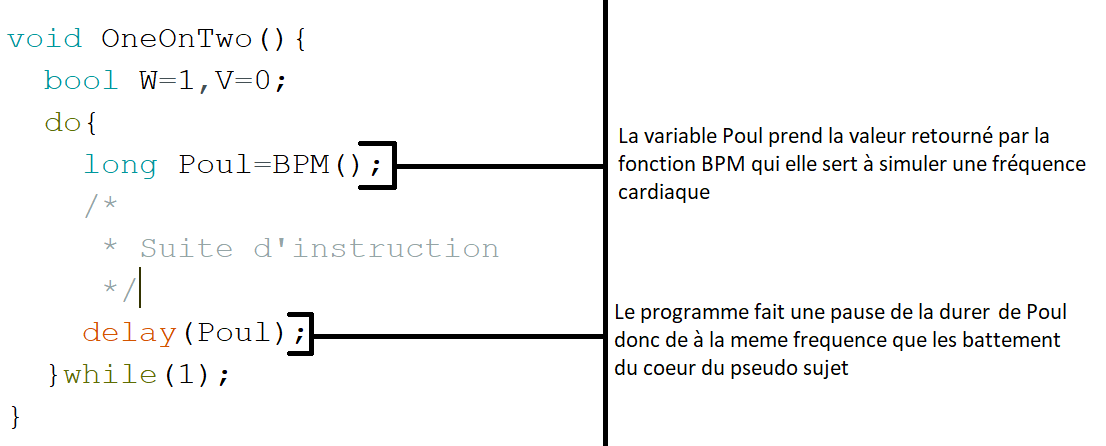 void OneOnTwo(){
bool W=1,V=0;
do{
long Poul=BPM();
/*
* Suite d'instruction
*/
delay(Poul);
}while(1);
}
La variable Poul prend la valeur retourné par la
fonction BPM qui elle sert à simuler une fréquence
cardiaque
Le programme fait une pause de la durer de Poul
donc de à la meme frequence que les battement
du coeur du pseudo sujet